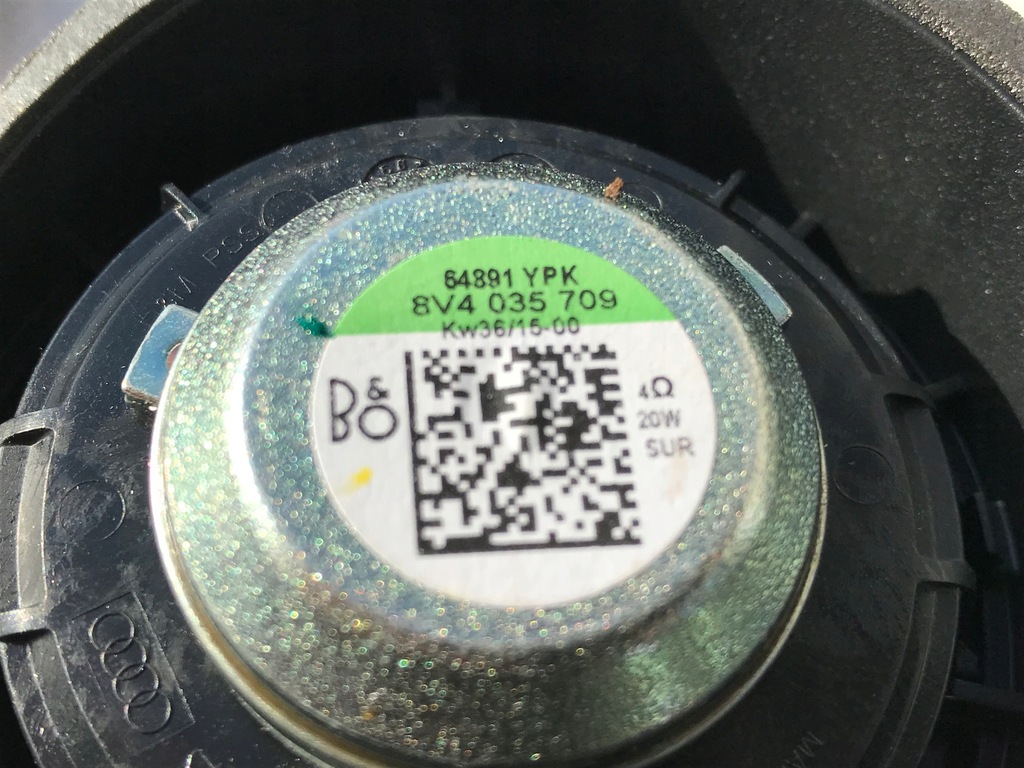 64891 YPK
8V4 035 709
Kw36/15-00
B&O
4Ω
20W
SUR